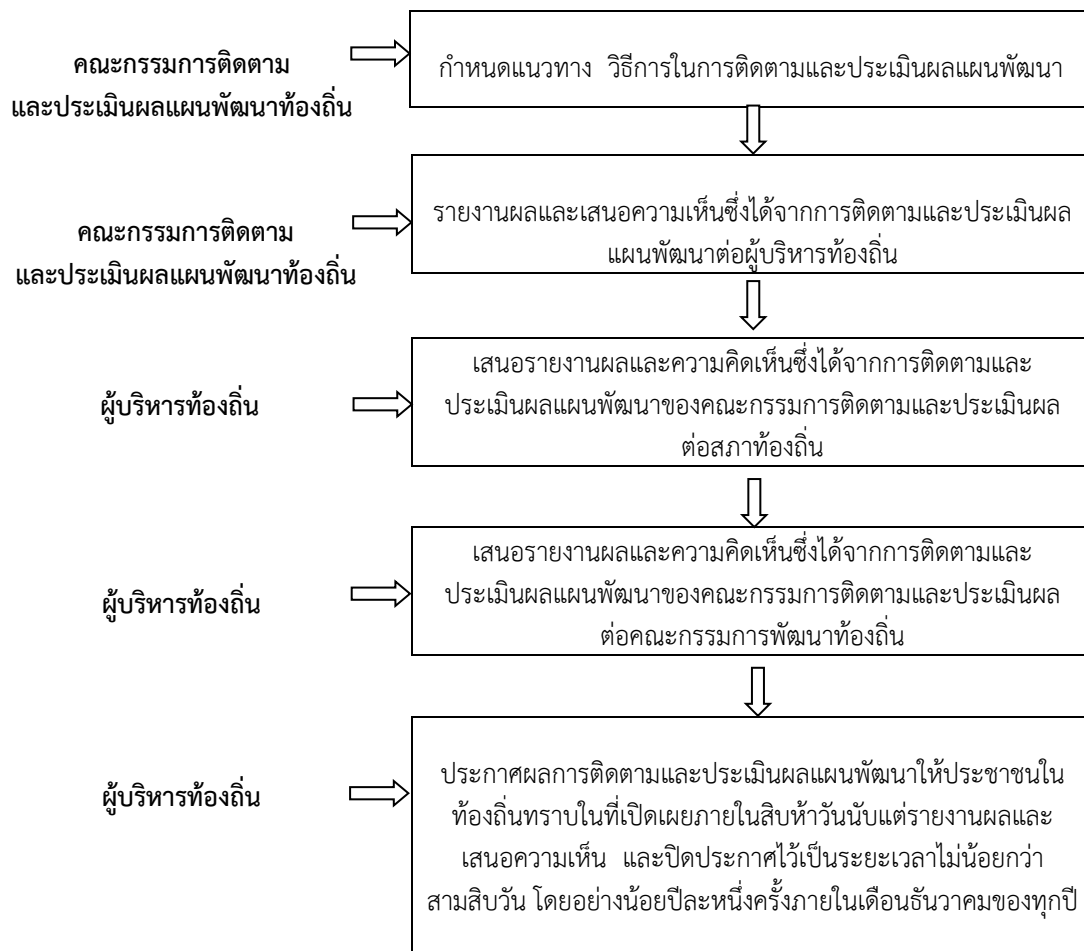 คณะกรรมการติดตาม
และประเมินผลแผนพัฒนาท้องถิ่น
กำหนดแนวทาง วิธีการในการติดตามและประเมินผลแผนพัฒนา
คณะกรรมการติดตาม
และประเมินผลแผนพัฒนาท้องถิ่น
รายงานผลและเสนอความเห็นซึ่งได้จากการติดตามและประเมินผล
แผนพัฒนาต่อผู้บริหารท้องถิ่น
ผู้บริหารท้องถิ่น
เสนอรายงานผลและความคิดเห็นซึ่งได้จากการติดตามและ
ประเมินผลแผนพัฒนาของคณะกรรมการติดตามและประเมินผล
ต่อสภาท้องถิ่น
ผู้บริหารท้องถิ่น
เสนอรายงานผลและความคิดเห็นซึ่งได้จากการติดตามและ
ประเมินผลแผนพัฒนาของคณะกรรมการติดตามและประเมินผล
ต่อคณะกรรมการพัฒนาท้องถิ่น
ผู้บริหารท้องถิ่น
ประกาศผลการติดตามและประเมินผลแผนพัฒนาให้ประชาชนใน
ท้องถิ่นทราบในที่เปิดเผยภายในสิบห้าวันนับแต่รายงานผลและ
เสนอความเห็น และปิดประกาศไว้เป็นระยะเวลาไม่น้อยกว่า
สามสิบวัน โดยอย่างน้อยปีละหนึ่งครั้งภายในเดือนธันวาคมของทุกปี